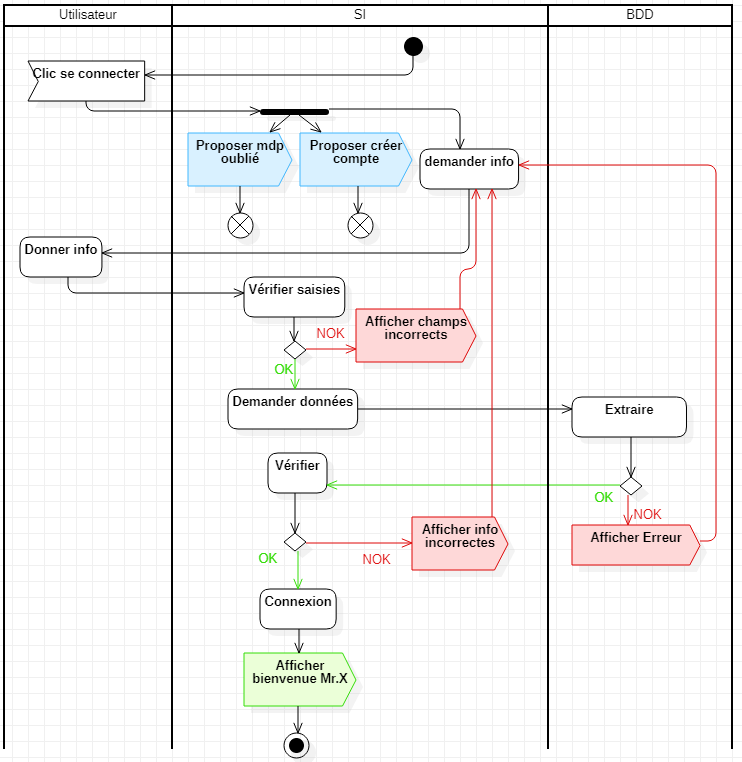 Utilisateur
SI
BDD
Clic se connecter
Proposer mdp
oublié
Proposer créer
compte
demander info
Donner info
Vérifier saisies
NOK
Afficher champs
incorrects
OK
Demander données
Extraire
Vérifier
OK
NOK
Afficher info
incorrectes
Afficher Erreur
OK
NOK
Connexion
Afficher
bienvenue Mr.X